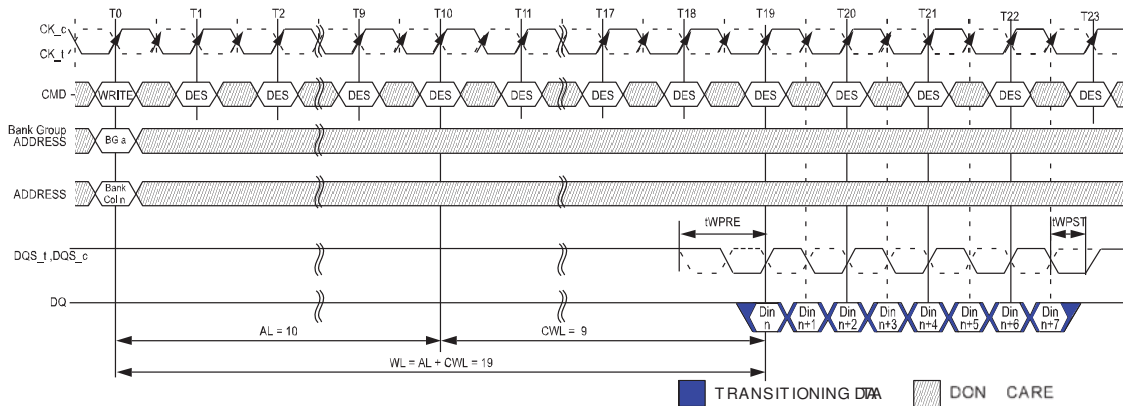 T0 T1 T2 T9 T10 T11 T17 T18 T19 T20 T21 T22 T23
CK_c
CK_t
CMD
WRITE DES DES DES DES DES DES DES DES DES DES DES DES
Bank Group
ADDRESS
BG a
ADDRESS
Bank
Col n
tWPRE
tWPST
DQS_t ,DQS_c
DQ
Din n
Din n+1
Din n+2
Din n+3
Din n+4
Din n+5
Din n+6
Din n+7
AL = 10
CWL = 9
WL = AL + CWL = 19
TRANSITIONING DATA
DON CARE